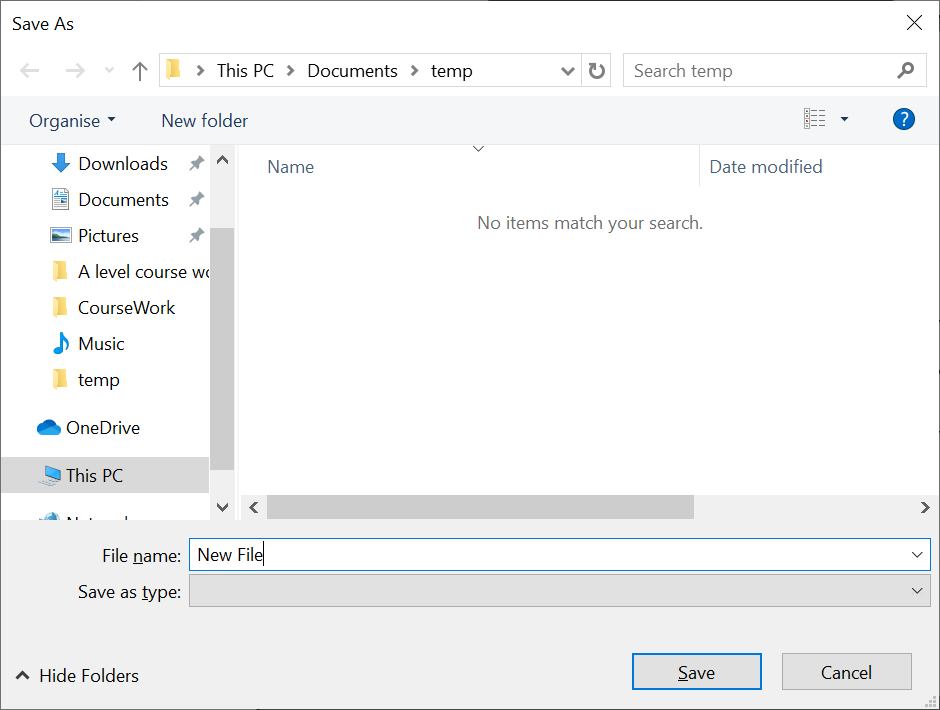 Save As
This PC > Documents > temp
Search temp
Organise
New folder
?
Name
Date modified
No items match your search.
Downloads
Documents
Pictures
A level course wo
CourseWork
Music
temp
OneDrive
This PC
File name: New File
Save as type:
Hide Folders
Save
Cancel